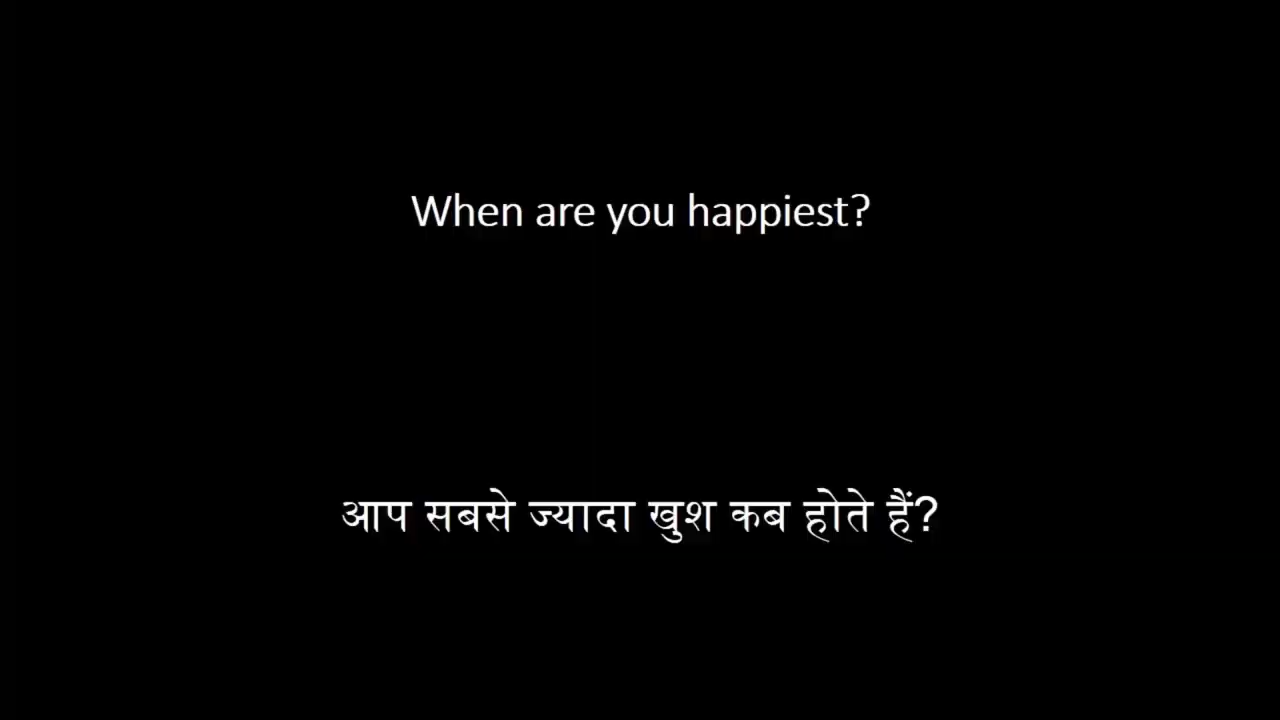 When are you happiest?
आप सबसे ज्यादा खुश कब होते हैं?